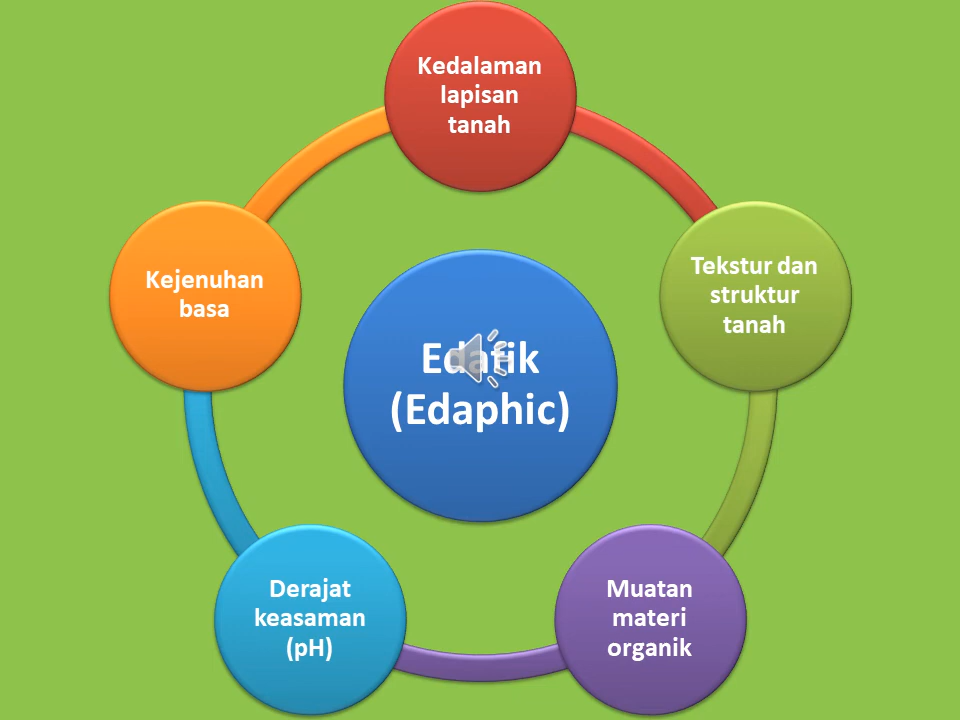 Kedalaman
lapisan
tanah
Tekstur dan
struktur
tanah
Muatan
materi
organik
Derajat
keasaman
(pH)
Kejenuhan
basa
Edafik
(Edaphic)